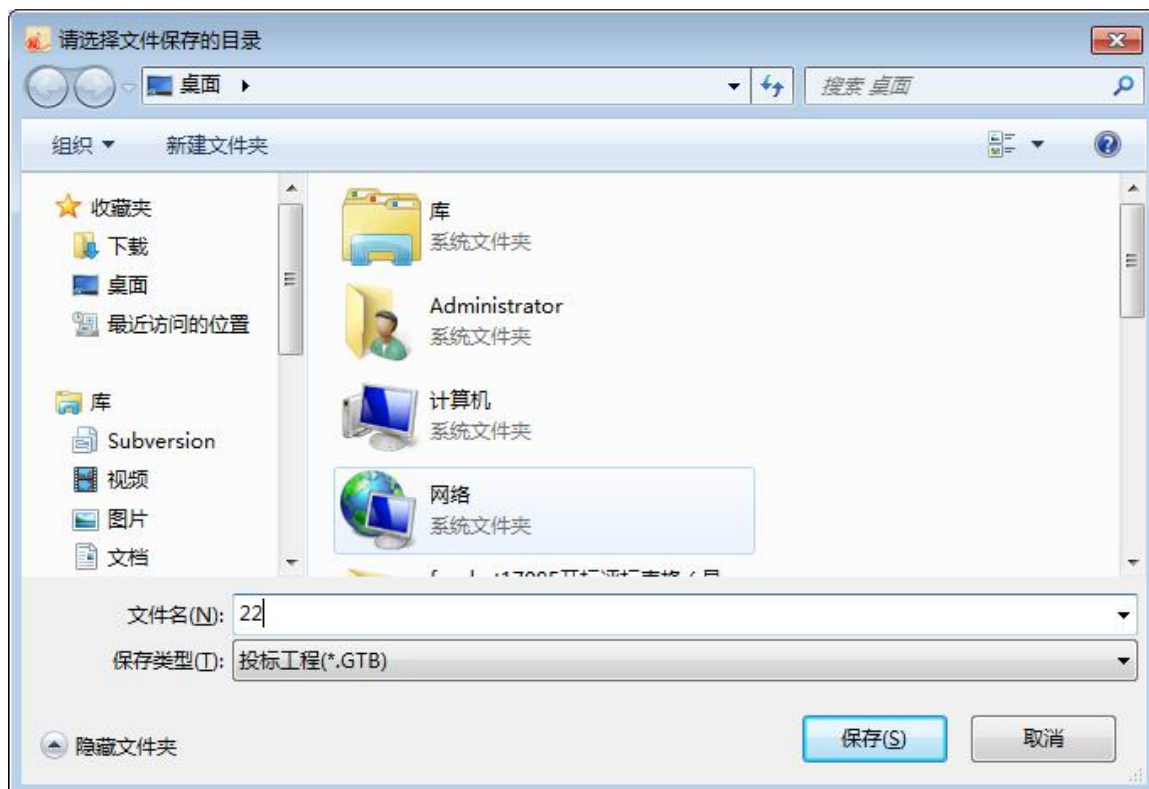 请选择文件保存的目录
桌面
搜索 桌面
组织
新建文件夹
收藏夹
下载
桌面
最近访问的位置
库
Subversion
视频
图片
文档
库
系统文件夹
Administrator
系统文件夹
计算机
系统文件夹
网络
系统文件夹
文件名(N): 22
保存类型(T): 投标工程(*.GTB)
隐藏文件夹
保存(S)
取消